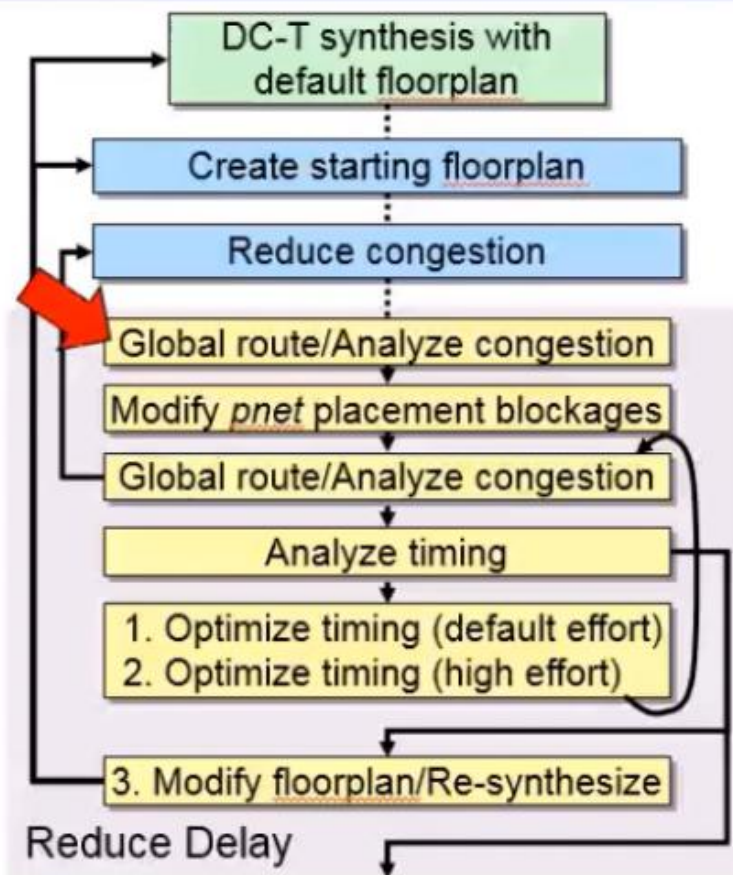 DC-T synthesis with
default floorplan
Create starting floorplan
Reduce congestion
Global route/Analyze congestion
Modify pnet placement blockages
Global route/Analyze congestion
Analyze timing
1. Optimize timing (default effort)
2. Optimize timing (high effort)
3. Modify floorplan/Re-synthesize
Reduce Delay